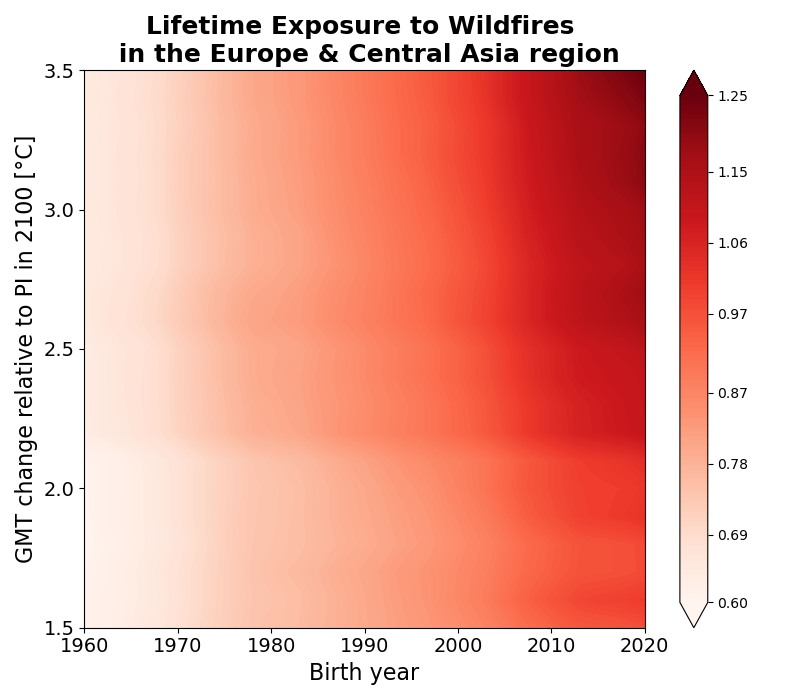 Lifetime Exposure to Wildfires
in the Europe & Central Asia region
GMT change relative to PI in 2100 [°C]
3.5
3.0
2.5
2.0
1.5
1960 1970 1980 1990 2000 2010 2020
Birth year
1.25
1.15
1.06
0.97
0.87
0.78
0.69
0.60